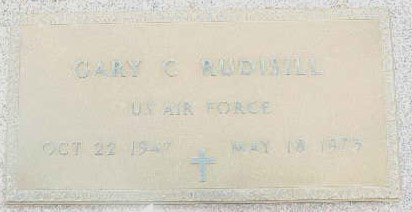 GARY C RUDISILL
US AIR FORCE
OCT 22 1947 MAY 18 1975